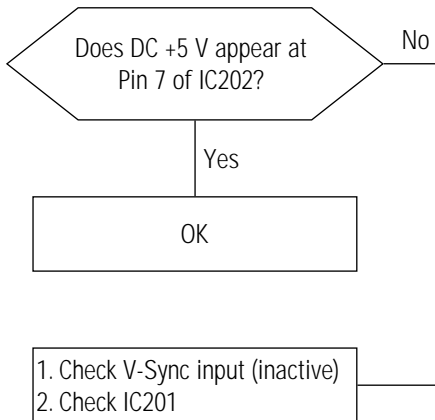 Does DC +5 V appear at
Pin 7 of IC202?
No
Yes
OK
1. Check V-Sync input (inactive)
2. Check IC201